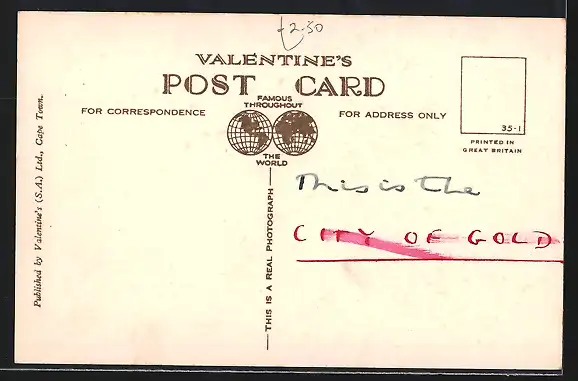 £2.50
VALENTINE'S
POST CARD
FAMOUS
THROUGHOUT
FOR CORRESPONDENCE
FOR ADDRESS ONLY
THE
WORLD
35-1
PRINTED IN
GREAT BRITAIN
This is the
CITY OF GOLD
THIS IS A REAL PHOTOGRAPH
Published by Valentine's (S.A.) Ltd., Cape Town.